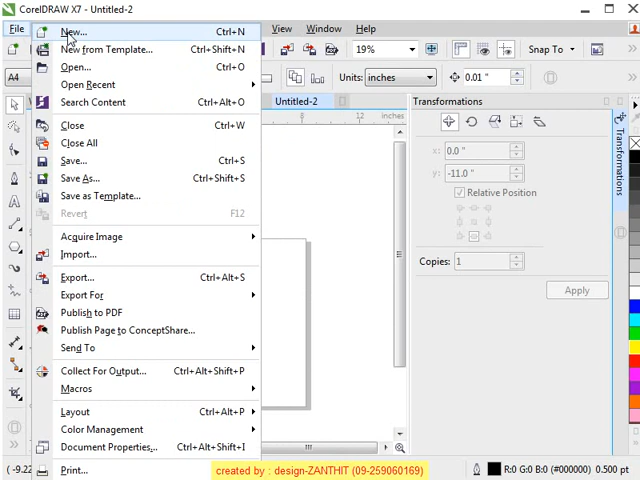 CorelDRAW X7 - Untitled-2
File View Window Help
New... Ctrl+N
New from Template... Ctrl+Shift+N
Open... Ctrl+O
Open Recent
Search Content Ctrl+Alt+O
Close Ctrl+W
Close All
Save... Ctrl+S
Save As... Ctrl+Shift+S
Save as Template...
Revert F12
Acquire Image
Import...
Export... Ctrl+Alt+S
Export For
Publish to PDF
Publish Page to ConceptShare...
Send To
Collect For Output... Ctrl+Alt+Shift+P
Macros
Layout Ctrl+Alt+P
Color Management
Document Properties... Ctrl+Alt+Shift+I
Print...
19% Snap To
A4 Units: inches 0.01 "
Untitled-2
inches
Transformations
x: 0.0 "
y: -11.0 "
Relative Position
Copies: 1
Apply
Transformations
created by : design-ZANTHIT (09-259060169)
R:0 G:0 B:0 (#000000) 0.500 pt